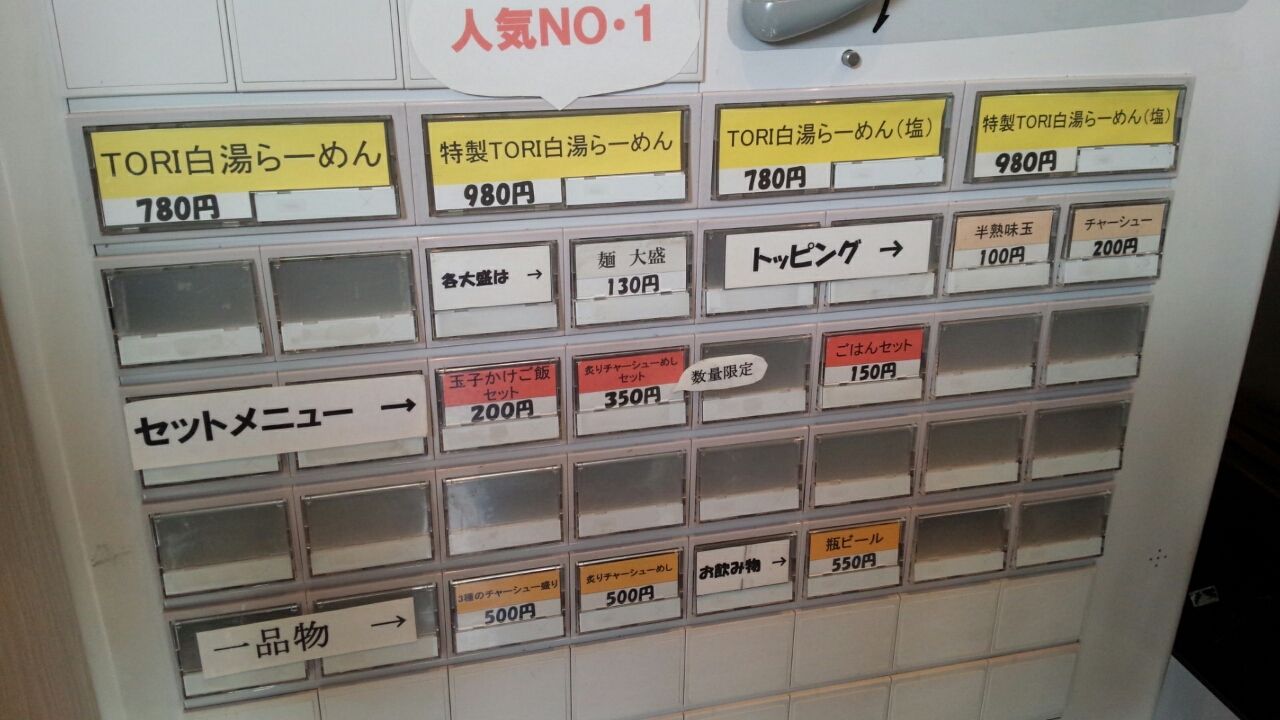 人気NO・1
TORI白湯らーめん
780円
特製TORI白湯らーめん
980円
TORI白湯らーめん(塩)
780円
特製TORI白湯らーめん(塩)
980円
各大盛は →
麺 大盛
130円
トッピング →
半熟味玉
100円
チャーシュー
200円
セットメニュー →
玉子かけご飯
セット
200円
炙りチャーシューめし
セット
350円
数量限定
ごはんセット
150円
一品物 →
3種のチャーシュー盛り
500円
炙りチャーシューめし
500円
お飲み物 →
瓶ビール
550円